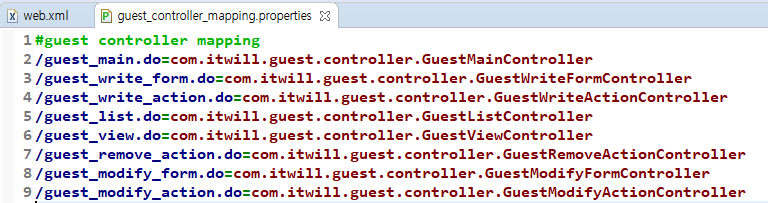 web.xml guest_controller_mapping.properties
1 #guest controller mapping
2 /guest_main.do=com.itwill.guest.controller.GuestMainController
3 /guest_write_form.do=com.itwill.guest.controller.GuestWriteFormController
4 /guest_write_action.do=com.itwill.guest.controller.GuestWriteActionController
5 /guest_list.do=com.itwill.guest.controller.GuestListController
6 /guest_view.do=com.itwill.guest.controller.GuestViewController
7 /guest_remove_action.do=com.itwill.guest.controller.GuestRemoveActionController
8 /guest_modify_form.do=com.itwill.guest.controller.GuestModifyFormController
9 /guest_modify_action.do=com.itwill.guest.controller.GuestModifyActionController